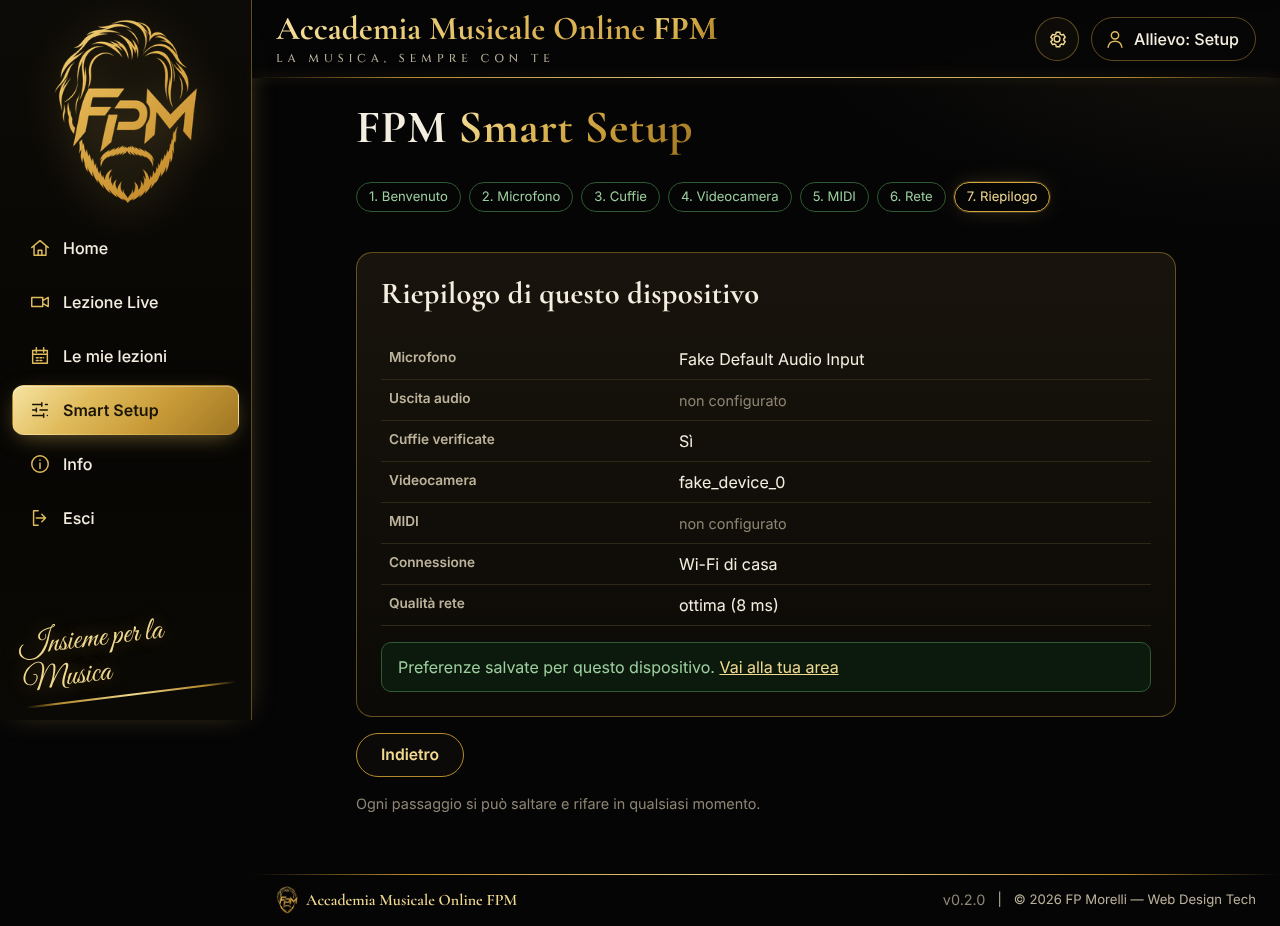 FPM
Accademia Musicale Online FPM
LA MUSICA, SEMPRE CON TE
Allievo: Setup
Home
Lezione Live
Le mie lezioni
Smart Setup
Info
Esci
Insieme per la
Musica
FPM Smart Setup
1. Benvenuto
2. Microfono
3. Cuffie
4. Videocamera
5. MIDI
6. Rete
7. Riepilogo
Riepilogo di questo dispositivo
Microfono Fake Default Audio Input
Uscita audio non configurato
Cuffie verificate Sì
Videocamera fake_device_0
MIDI non configurato
Connessione Wi-Fi di casa
Qualità rete ottima (8 ms)
Preferenze salvate per questo dispositivo. Vai alla tua area
Indietro
Ogni passaggio si può saltare e rifare in qualsiasi momento.
FPM
Accademia Musicale Online FPM
v0.2.0 | © 2026 FP Morelli — Web Design Tech